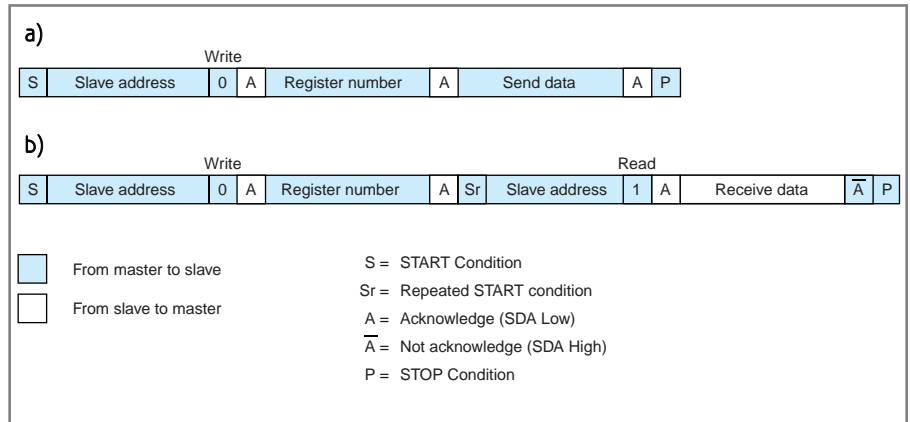 a)
Write
S Slave address 0 A Register number A Send data A P
b)
Write Read
S Slave address 0 A Register number A Sr Slave address 1 A Receive data A̅ P
From master to slave
From slave to master
S = START Condition
Sr = Repeated START condition
A = Acknowledge (SDA Low)
A̅ = Not acknowledge (SDA High)
P = STOP Condition